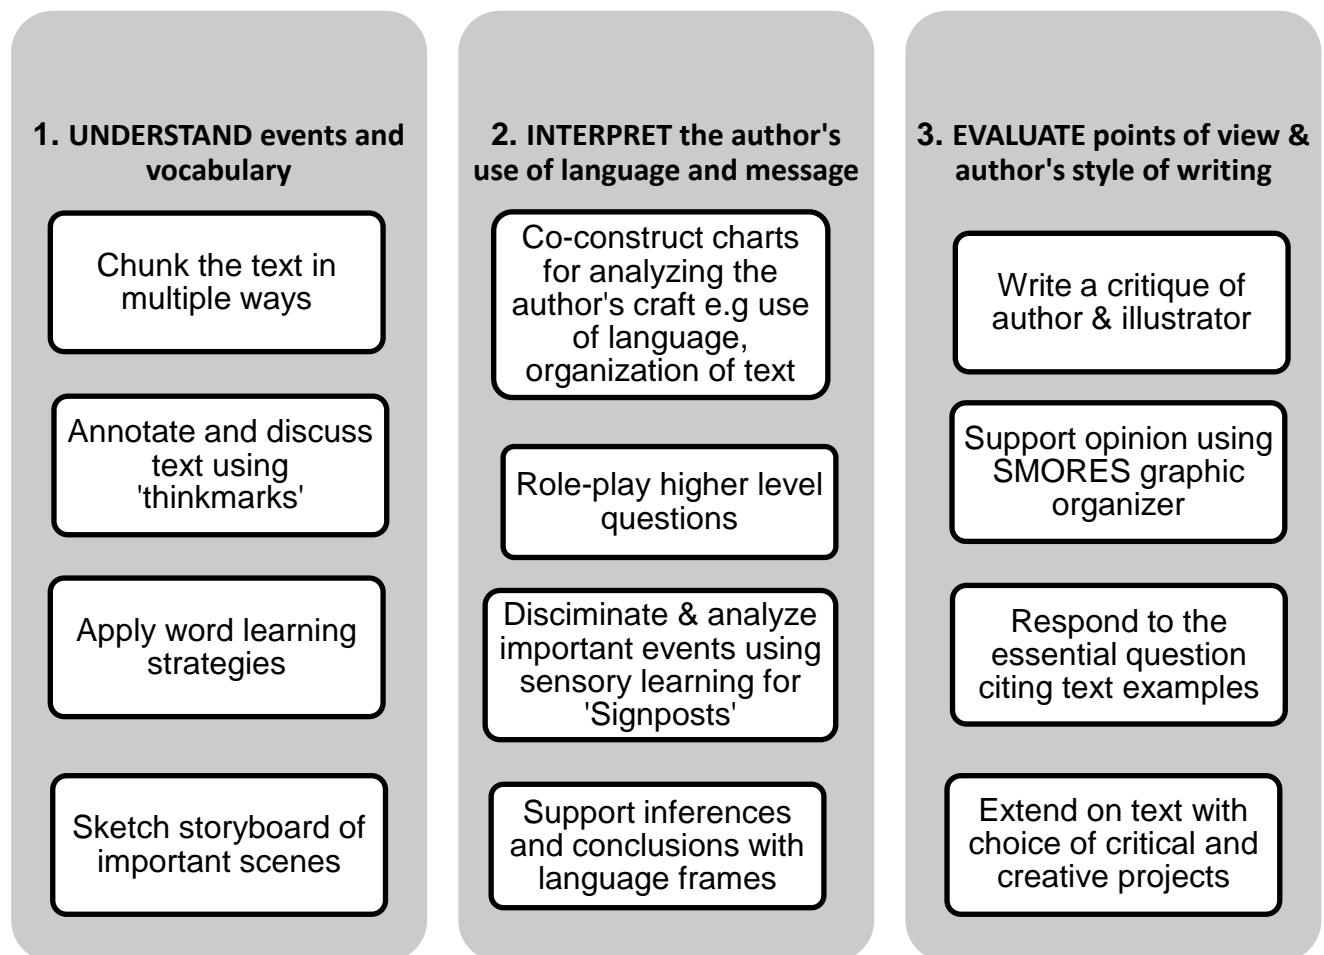 1. UNDERSTAND events and
vocabulary
Chunk the text in
multiple ways
Annotate and discuss
text using
'thinkmarks'
Apply word learning
strategies
Sketch storyboard of
important scenes
2. INTERPRET the author's
use of language and message
Co-construct charts
for analyzing the
author's craft e.g use
of language,
organization of text
Role-play higher level
questions
Disciminate & analyze
important events using
sensory learning for
'Signposts'
Support inferences
and conclusions with
language frames
3. EVALUATE points of view &
author's style of writing
Write a critique of
author & illustrator
Support opinion using
SMORES graphic
organizer
Respond to the
essential question
citing text examples
Extend on text with
choice of critical and
creative projects